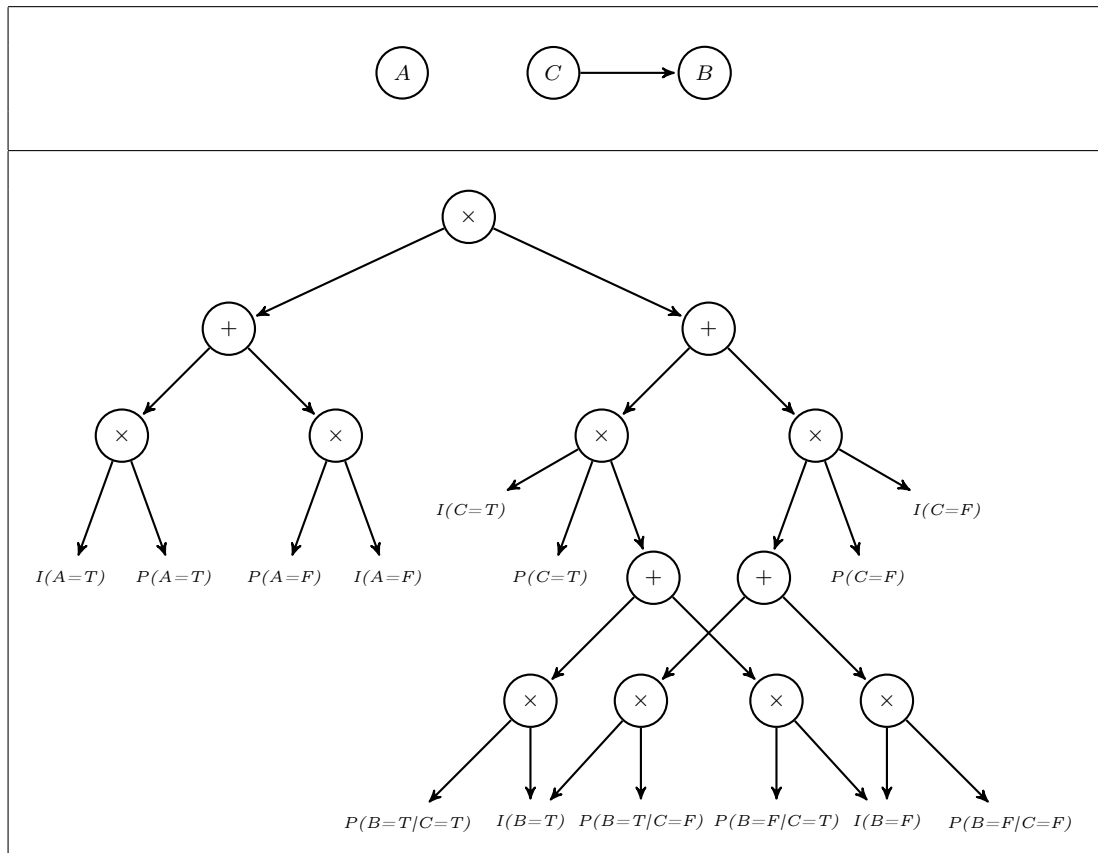 A C B
×
+ +
× × × ×
I(C=T) I(C=F)
I(A=T) P(A=T) P(A=F) I(A=F) P(C=T) + + P(C=F)
× × × ×
P(B=T|C=T) I(B=T) P(B=T|C=F) P(B=F|C=T) I(B=F) P(B=F|C=F)